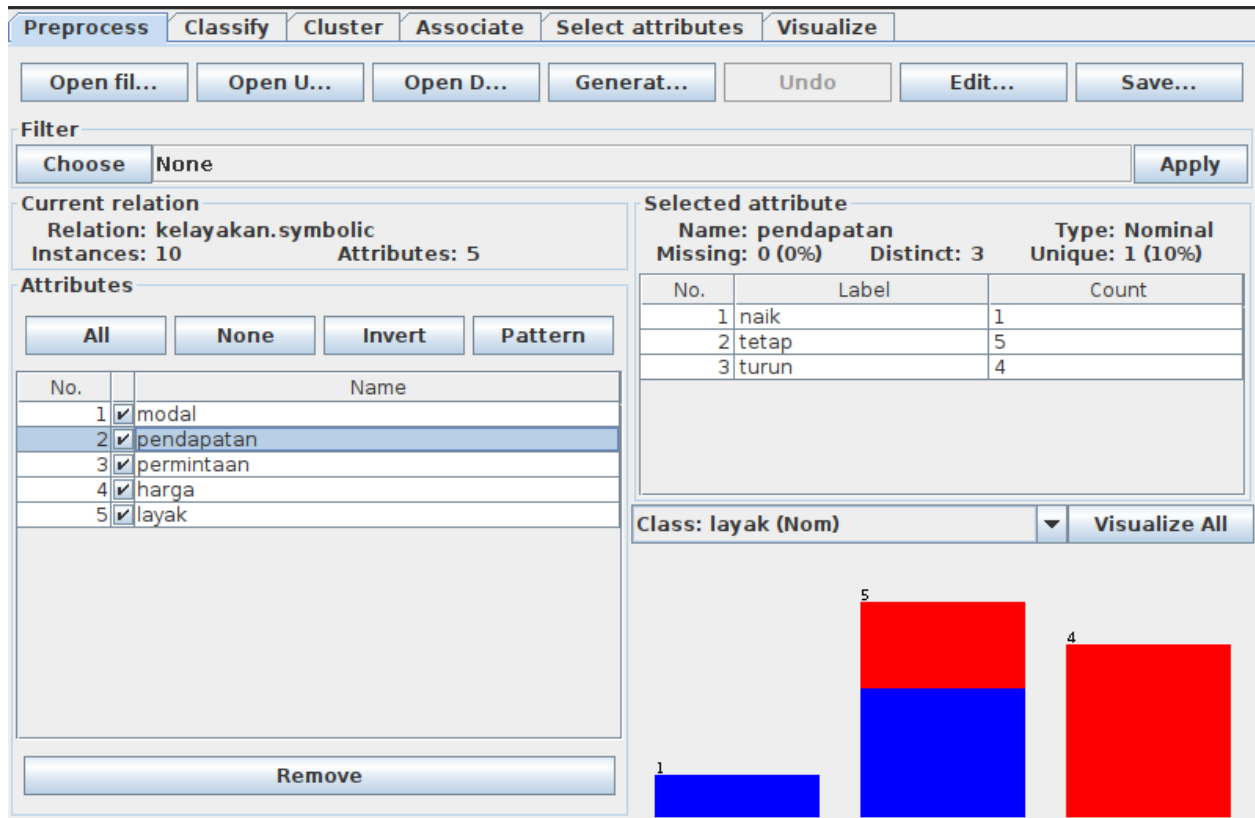 Preprocess Classify Cluster Associate Select attributes Visualize
Open fil... Open U... Open D... Generat... Undo Edit... Save...
Filter
Choose None Apply
Current relation
Relation: kelayakan.symbolic
Instances: 10 Attributes: 5
Attributes
All None Invert Pattern
No. Name
1 modal
2 pendapatan
3 permintaan
4 harga
5 layak
Remove
Selected attribute
Name: pendapatan Type: Nominal
Missing: 0 (0%) Distinct: 3 Unique: 1 (10%)
No. Label Count
1 naik 1
2 tetap 5
3 turun 4
Class: layak (Nom) Visualize All
1 5 4